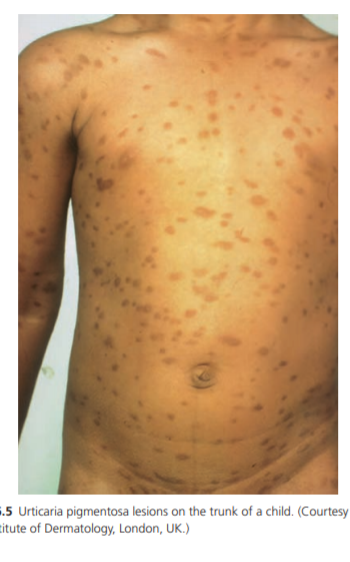 .5 Urticaria pigmentosa lesions on the trunk of a child. (Courtesy
titute of Dermatology, London, UK.)